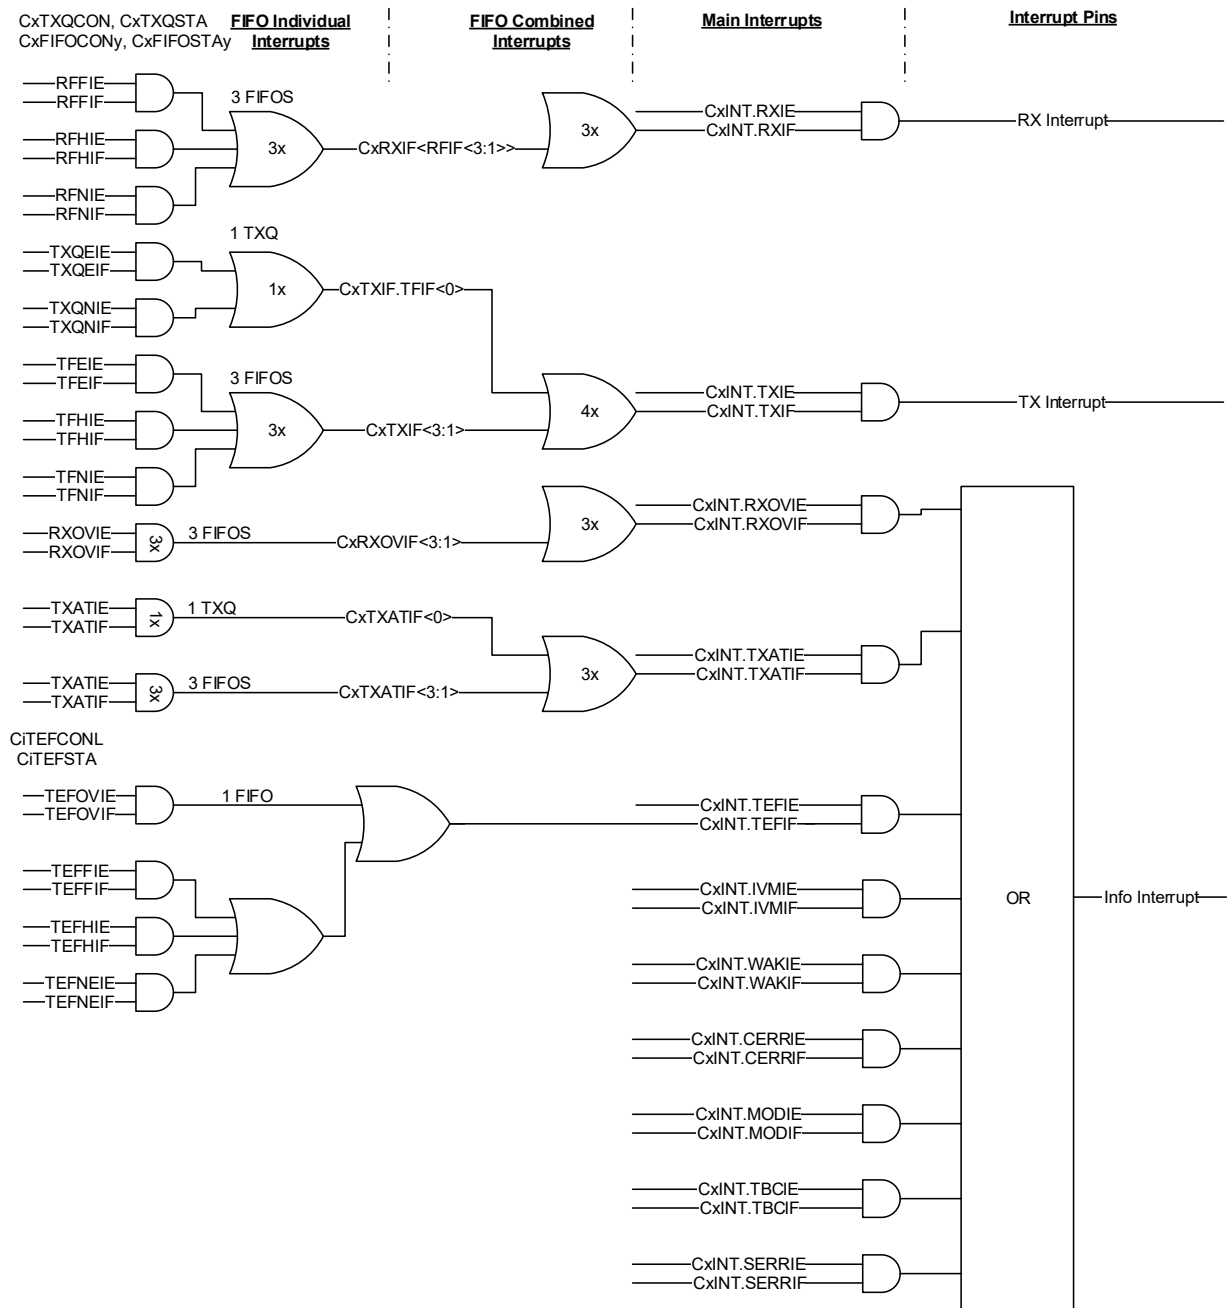 CxTXQCON, CxTXQSTA
CxFIFOCONy, CxFIFOSTAy
FIFO Individual
Interrupts
FIFO Combined
Interrupts
Main Interrupts
Interrupt Pins
RFFIE
RFFIF
3 FIFOS
RFHIE
RFHIF
3x
CxRXIF<RFIF<3:1>>
3x
CxINT.RXIE
CxINT.RXIF
RX Interrupt
RFNIE
RFNIF
1 TXQ
TXQEIE
TXQEIF
1x
CxTXIF.TFIF<0>
TXQNIE
TXQNIF
TFEIE
TFEIF
3 FIFOS
TFHIE
TFHIF
3x
CxTXIF<3:1>
4x
CxINT.TXIE
CxINT.TXIF
TX Interrupt
TFNIE
TFNIF
RXOVIE
RXOVIF
3x
3 FIFOS
CxRXOVIF<3:1>
3x
CxINT.RXOVIE
CxINT.RXOVIF
TXATIE
TXATIF
1x
1 TXQ
CxTXATIF<0>
3x
CxINT.TXATIE
CxINT.TXATIF
TXATIE
TXATIF
3x
3 FIFOS
CxTXATIF<3:1>
CiTEFCONL
CiTEFSTA
TEFOVIE
TEFOVIF
1 FIFO
CxINT.TEFIE
CxINT.TEFIF
TEFFIE
TEFFIF
CxINT.IVMIE
CxINT.IVMIF
OR
Info Interrupt
TEFHIE
TEFHIF
TEFNEIE
TEFNEIF
CxINT.WAKIE
CxINT.WAKIF
CxINT.CERRIE
CxINT.CERRIF
CxINT.MODIE
CxINT.MODIF
CxINT.TBCIE
CxINT.TBCIF
CxINT.SERRIE
CxINT.SERRIF